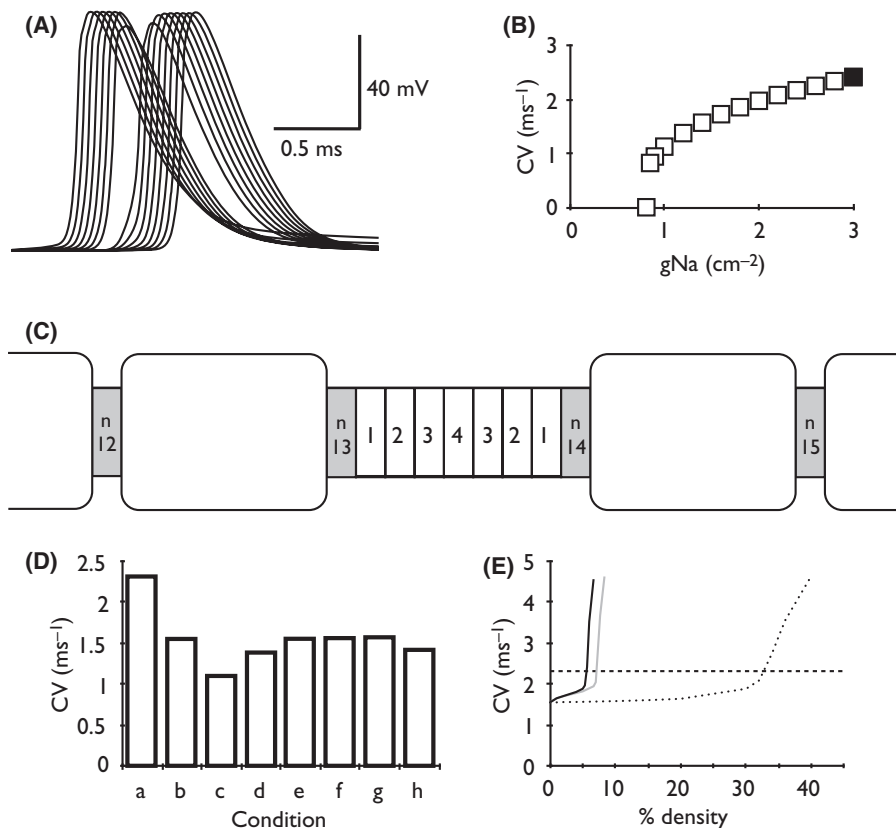 (A)
40 mV
0.5 ms
(B)
CV (ms⁻¹)
3
2
1
0
0 1 2 3
gNa (cm⁻²)
(C)
n 12
n 13
1 2 3 4 3 2 1
n 14
n 15
(D)
CV (ms⁻¹)
2.5
2
1.5
1
0.5
0
a b c d e f g h
Condition
(E)
CV (ms⁻¹)
5
4
3
2
1
0
0 10 20 30 40
% density